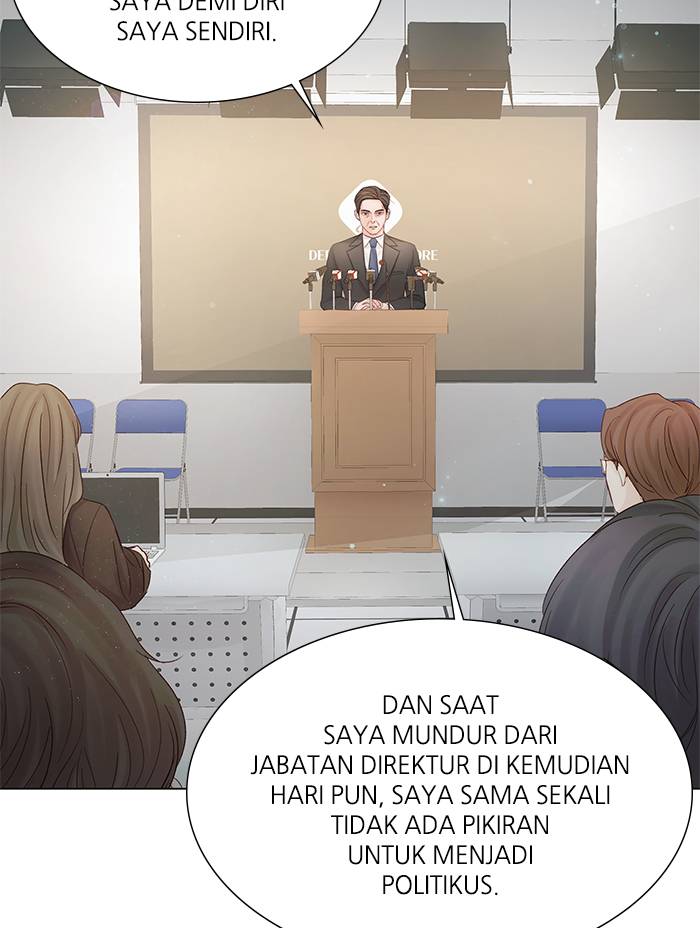 SAYA DEMI DIRI
SAYA SENDIRI.
DAN SAAT
SAYA MUNDUR DARI
JABATAN DIREKTUR DI KEMUDIAN
HARI PUN, SAYA SAMA SEKALI
TIDAK ADA PIKIRAN
UNTUK MENJADI
POLITIKUS.